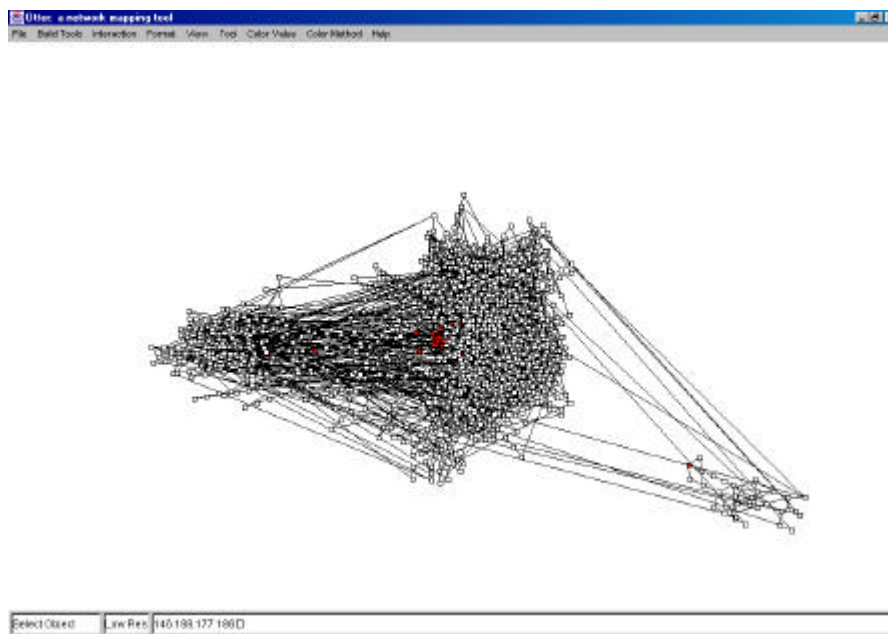 Otter: a network mapping tool
File Build Tools Interaction Format View Tool Color Value Color Method Help
Select Object Low Res 146.188.177.186